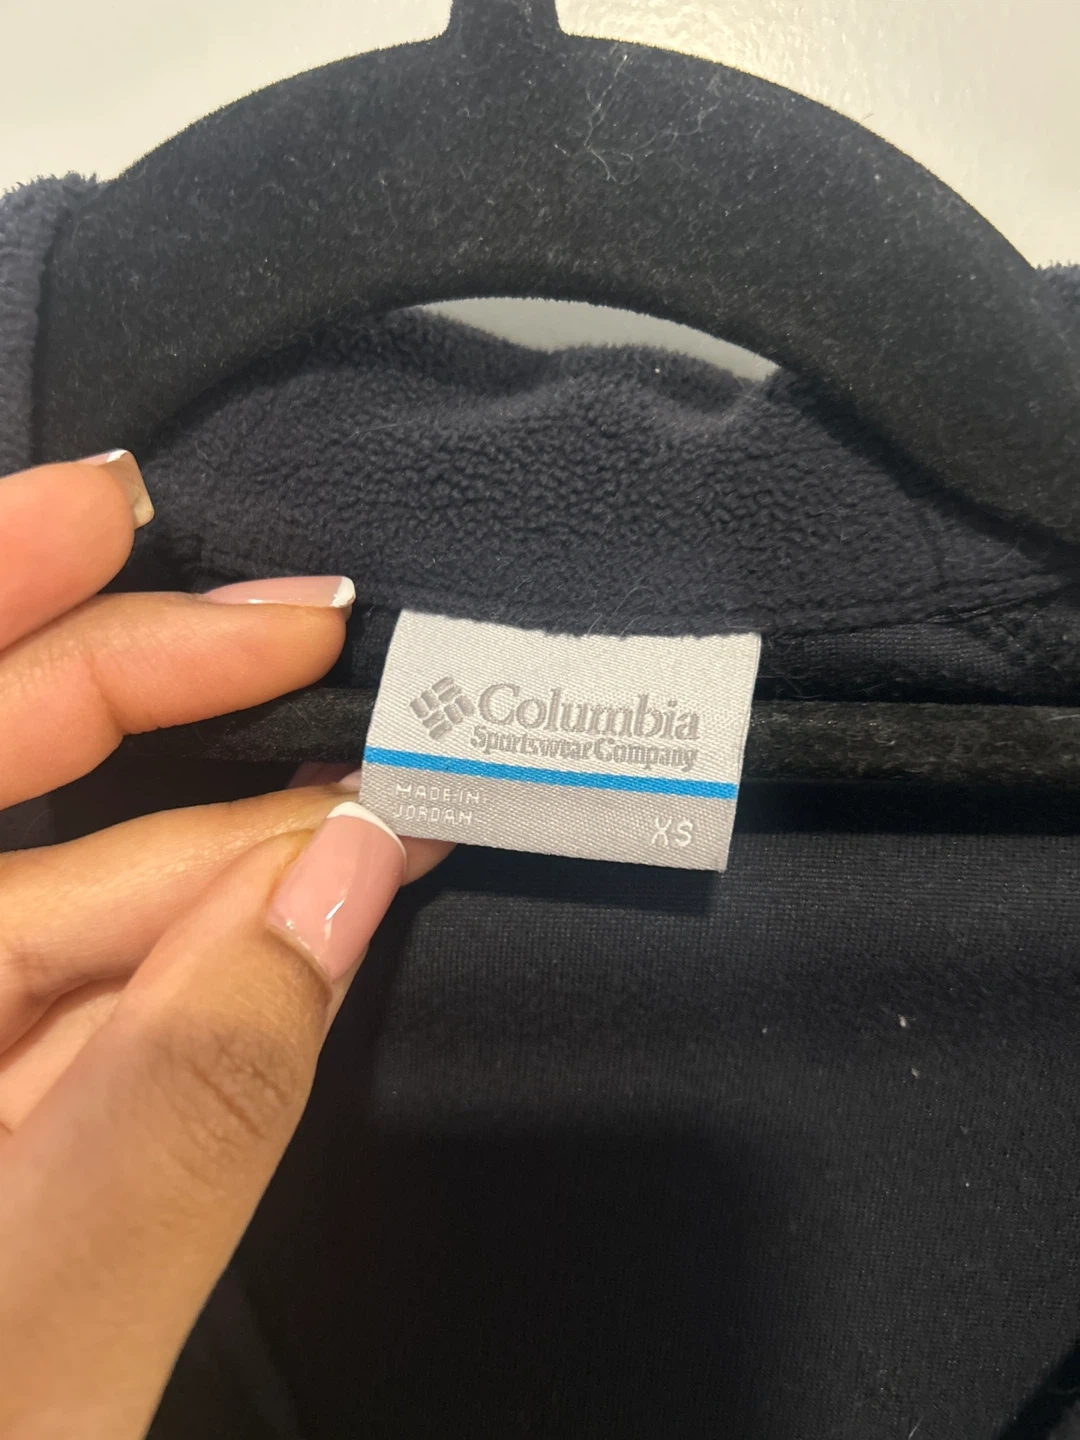 Columbia
Sportswear Company
MADE IN
JORDAN
XS